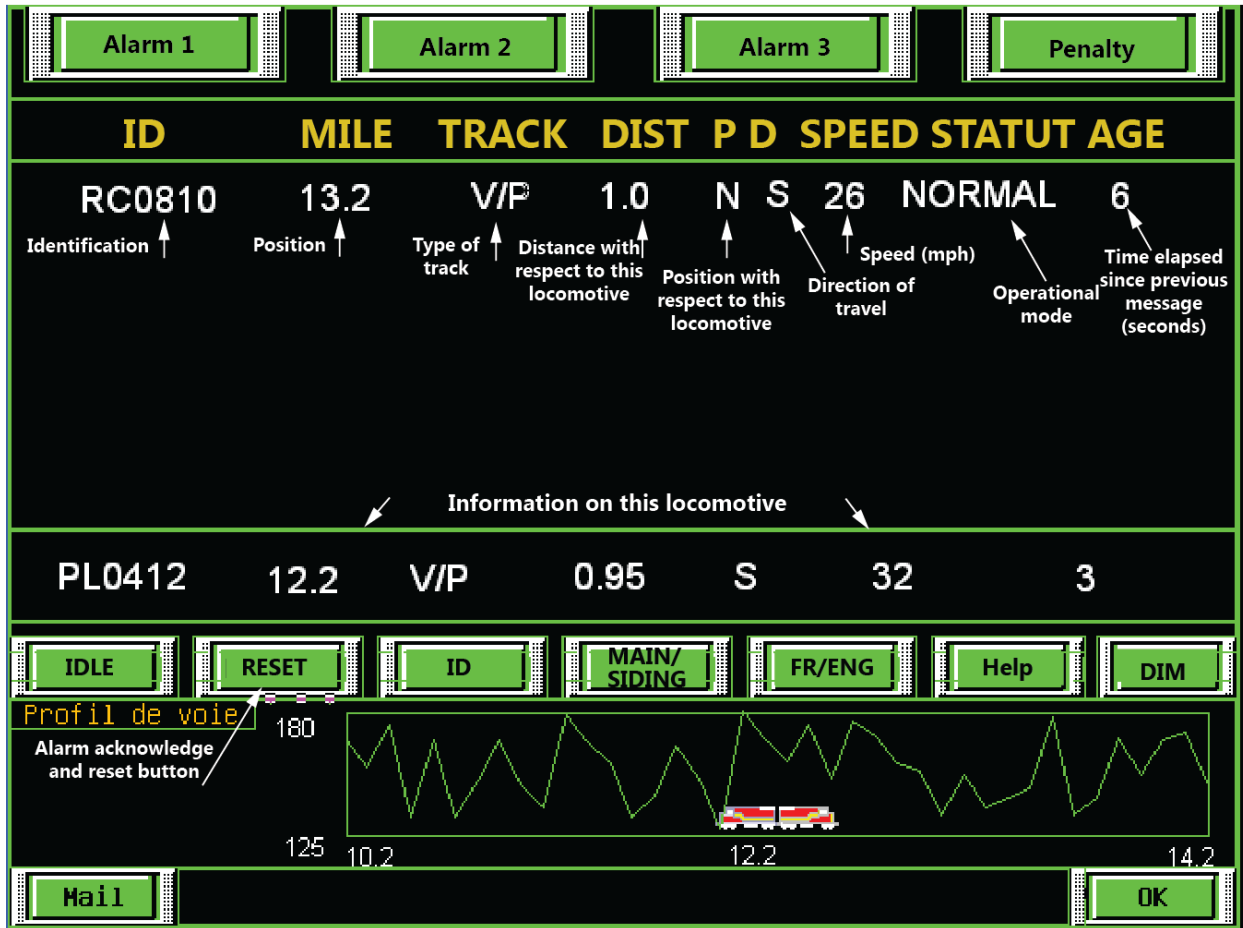 Alarm 1 Alarm 2 Alarm 3 Penalty
ID MILE TRACK DIST P D SPEED STATUT AGE
RC0810 13.2 V/P 1.0 N S 26 NORMAL 6
Identification
Position
Type of
track
Distance with
respect to this
locomotive
Position with
respect to this
locomotive
Direction of
travel
Speed (mph)
Operational
mode
Time elapsed
since previous
message
(seconds)
Information on this locomotive
PL0412 12.2 V/P 0.95 S 32 3
IDLE RESET ID MAIN/
SIDING FR/ENG Help DIM
Profil de voie
180
Alarm acknowledge
and reset button
125
10.2 12.2 14.2
Mail OK